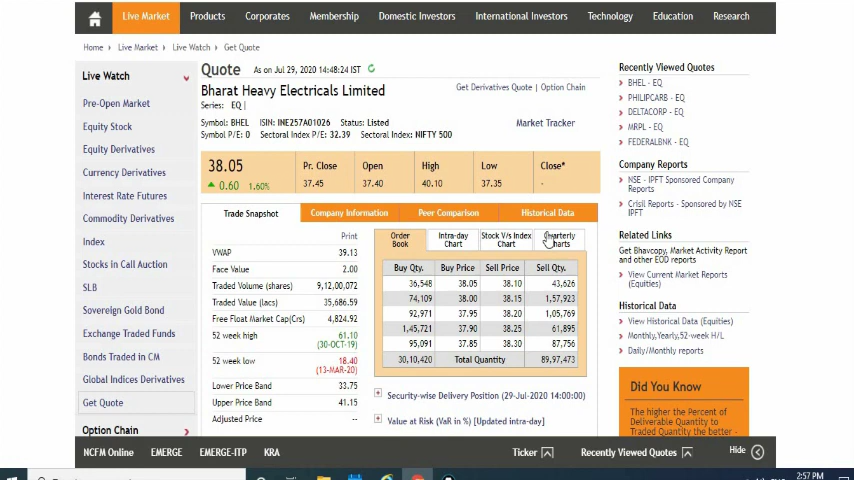 Live Market Products Corporates Membership Domestic Investors International Investors Technology Education Research
Home › Live Market › Live Watch › Get Quote
Live Watch
Pre-Open Market
Equity Stock
Equity Derivatives
Currency Derivatives
Interest Rate Futures
Commodity Derivatives
Index
Stocks in Call Auction
SLB
Sovereign Gold Bond
Exchange Traded Funds
Bonds Traded in CM
Global Indices Derivatives
Get Quote
Option Chain
Quote As on Jul 29, 2020 14:48:24 IST
Bharat Heavy Electricals Limited
Series: EQ |
Get Derivatives Quote | Option Chain
Symbol: BHEL ISIN: INE257A01026 Status: Listed
Symbol P/E: 0 Sectoral Index P/E: 32.39 Sectoral Index: NIFTY 500
Market Tracker
38.05 Pr. Close Open High Low Close*
0.60 1.60% 37.45 37.40 40.10 37.35 -
Trade Snapshot Company Information Peer Comparison Historical Data
Print
VWAP 39.13
Face Value 2.00
Traded Volume (shares) 9,12,00,072
Traded Value (lacs) 35,686.59
Free Float Market Cap(Crs) 4,824.92
52 week high 61.10
(30-OCT-19)
52 week low 18.40
(13-MAR-20)
Lower Price Band 33.75
Upper Price Band 41.15
Adjusted Price --
Order Book Intra-day Chart Stock V/s Index Chart
Buy Qty. Buy Price Sell Price Sell Qty.
36,548 38.05 38.10 43,626
74,109 38.00 38.15 1,57,923
92,971 37.95 38.20 1,05,769
1,45,721 37.90 38.25 61,895
95,091 37.85 38.30 87,756
30,10,420 Total Quantity 89,97,473
Security-wise Delivery Position (29-Jul-2020 14:00:00)
Value at Risk (VaR in %) [Updated intra-day]
Recently Viewed Quotes
BHEL - EQ
PHILIPCARB - EQ
DELTACORP - EQ
MRPL - EQ
FEDERALBNK - EQ
Company Reports
NSE - IPFT Sponsored Company
Reports
Crisil Reports - Sponsored by NSE
IPFT
Related Links
Get Bhavcopy, Market Activity Report
and other EOD reports
View Current Market Reports
(Equities)
Historical Data
View Historical Data (Equities)
Monthly,Yearly,52-week H/L
Daily/Monthly reports
Did You Know
The higher the Percent of
Deliverable Quantity to
Traded Quantity the better -
NCFM Online EMERGE EMERGE-ITP KRA Ticker Recently Viewed Quotes Hide
2:57 PM